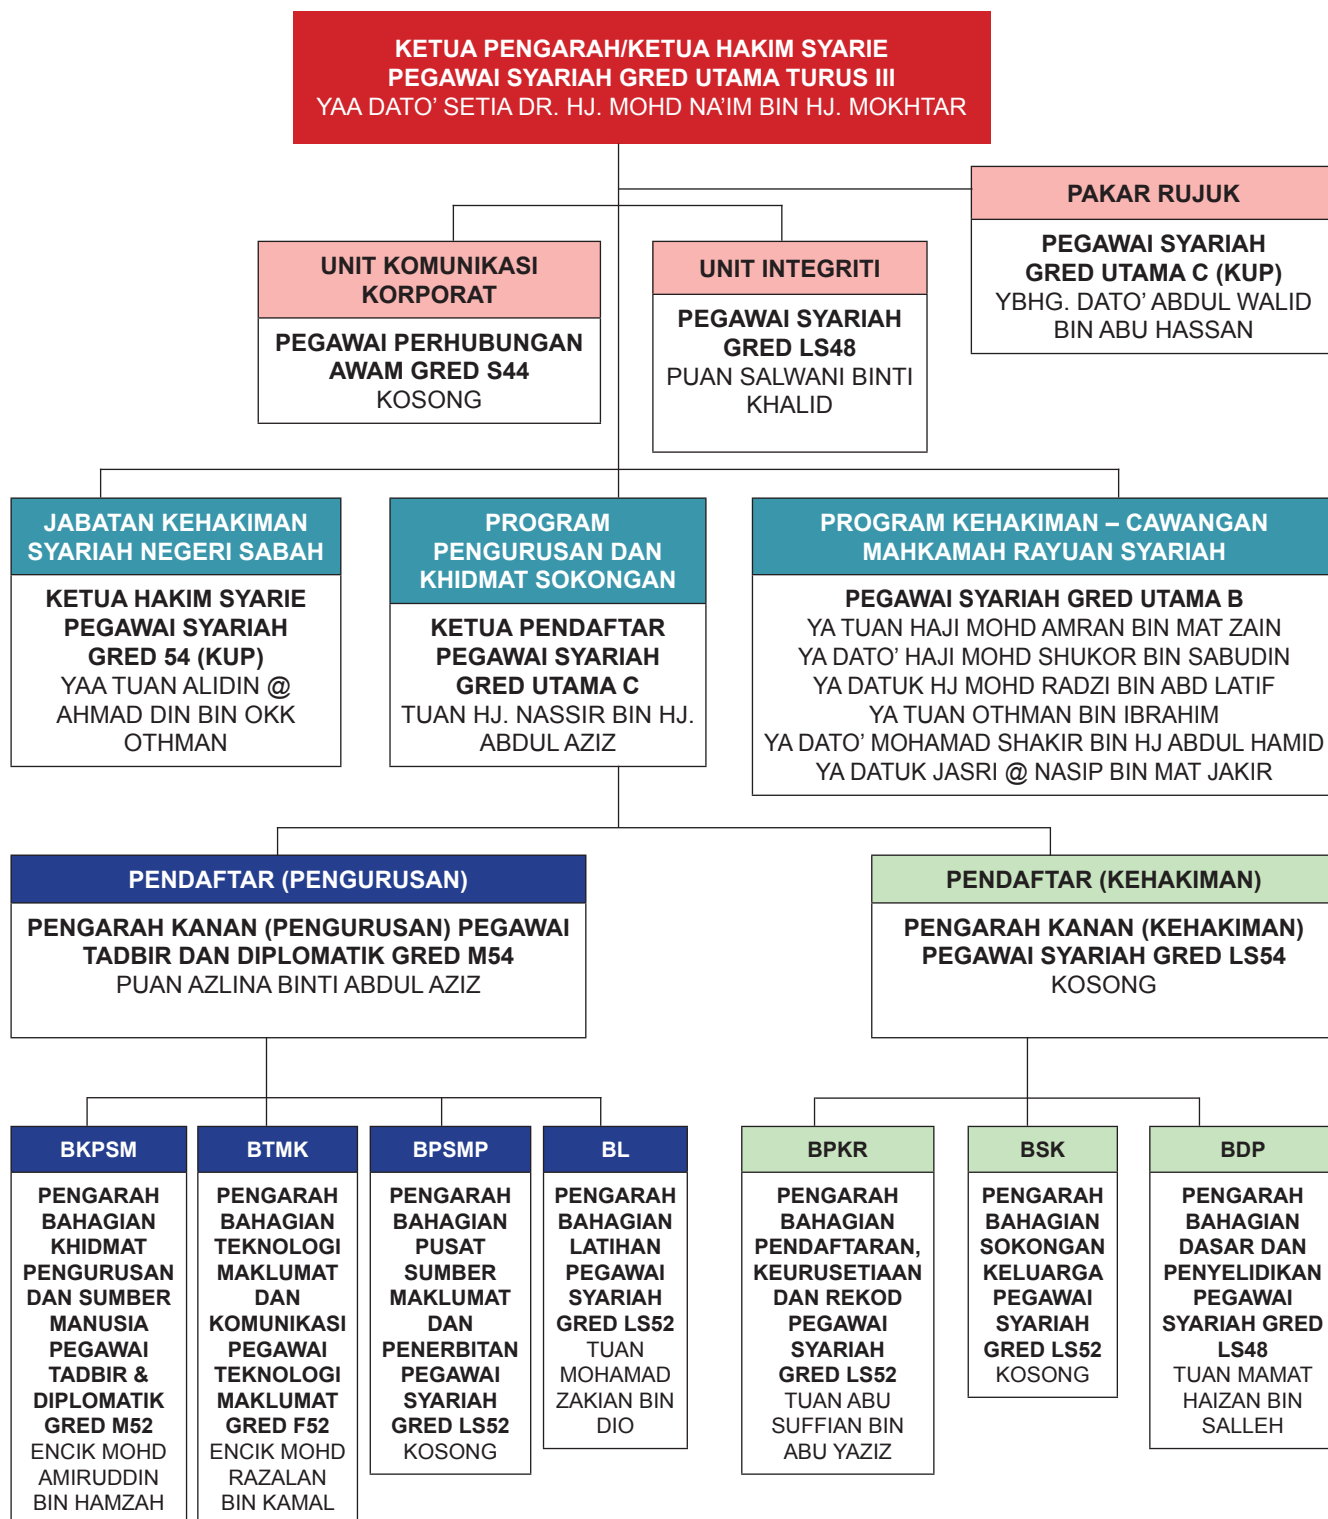 KETUA PENGARAH/KETUA HAKIM SYARIE
PEGAWAI SYARIAH GRED UTAMA TURUS III
YAA DATO’ SETIA DR. HJ. MOHD NA’IM BIN HJ. MOKHTAR
PAKAR RUJUK
PEGAWAI SYARIAH
GRED UTAMA C (KUP)
YBHG. DATO’ ABDUL WALID
BIN ABU HASSAN
UNIT KOMUNIKASI
KORPORAT
PEGAWAI PERHUBUNGAN
AWAM GRED S44
KOSONG
UNIT INTEGRITI
PEGAWAI SYARIAH
GRED LS48
PUAN SALWANI BINTI
KHALID
JABATAN KEHAKIMAN
SYARIAH NEGERI SABAH
KETUA HAKIM SYARIE
PEGAWAI SYARIAH
GRED 54 (KUP)
YAA TUAN ALIDIN @
AHMAD DIN BIN OKK
OTHMAN
PROGRAM
PENGURUSAN DAN
KHIDMAT SOKONGAN
KETUA PENDAFTAR
PEGAWAI SYARIAH
GRED UTAMA C
TUAN HJ. NASSIR BIN HJ.
ABDUL AZIZ
PROGRAM KEHAKIMAN – CAWANGAN
MAHKAMAH RAYUAN SYARIAH
PEGAWAI SYARIAH GRED UTAMA B
YA TUAN HAJI MOHD AMRAN BIN MAT ZAIN
YA DATO’ HAJI MOHD SHUKOR BIN SABUDIN
YA DATUK HJ MOHD RADZI BIN ABD LATIF
YA TUAN OTHMAN BIN IBRAHIM
YA DATO’ MOHAMAD SHAKIR BIN HJ ABDUL HAMID
YA DATUK JASRI @ NASIP BIN MAT JAKIR
PENDAFTAR (PENGURUSAN)
PENGARAH KANAN (PENGURUSAN) PEGAWAI
TADBIR DAN DIPLOMATIK GRED M54
PUAN AZLINA BINTI ABDUL AZIZ
PENDAFTAR (KEHAKIMAN)
PENGARAH KANAN (KEHAKIMAN)
PEGAWAI SYARIAH GRED LS54
KOSONG
BKPSM
PENGARAH
BAHAGIAN
KHIDMAT
PENGURUSAN
DAN SUMBER
MANUSIA
PEGAWAI
TADBIR &
DIPLOMATIK
GRED M52
ENCIK MOHD
AMIRUDDIN
BIN HAMZAH
BTMK
PENGARAH
BAHAGIAN
TEKNOLOGI
MAKLUMAT
DAN
KOMUNIKASI
PEGAWAI
TEKNOLOGI
MAKLUMAT
GRED F52
ENCIK MOHD
RAZALAN
BIN KAMAL
BPSMP
PENGARAH
BAHAGIAN
PUSAT
SUMBER
MAKLUMAT
DAN
PENERBITAN
PEGAWAI
SYARIAH
GRED LS52
KOSONG
BL
PENGARAH
BAHAGIAN
LATIHAN
PEGAWAI
SYARIAH
GRED LS52
TUAN
MOHAMAD
ZAKIAN BIN
DIO
BPKR
PENGARAH
BAHAGIAN
PENDAFTARAN,
KEURUSETIAAN
DAN REKOD
PEGAWAI
SYARIAH
GRED LS52
TUAN ABU
SUFFIAN BIN
ABU YAZIZ
BSK
PENGARAH
BAHAGIAN
SOKONGAN
KELUARGA
PEGAWAI
SYARIAH
GRED LS52
KOSONG
BDP
PENGARAH
BAHAGIAN
DASAR DAN
PENYELIDIKAN
PEGAWAI
SYARIAH GRED
LS48
TUAN MAMAT
HAIZAN BIN
SALLEH